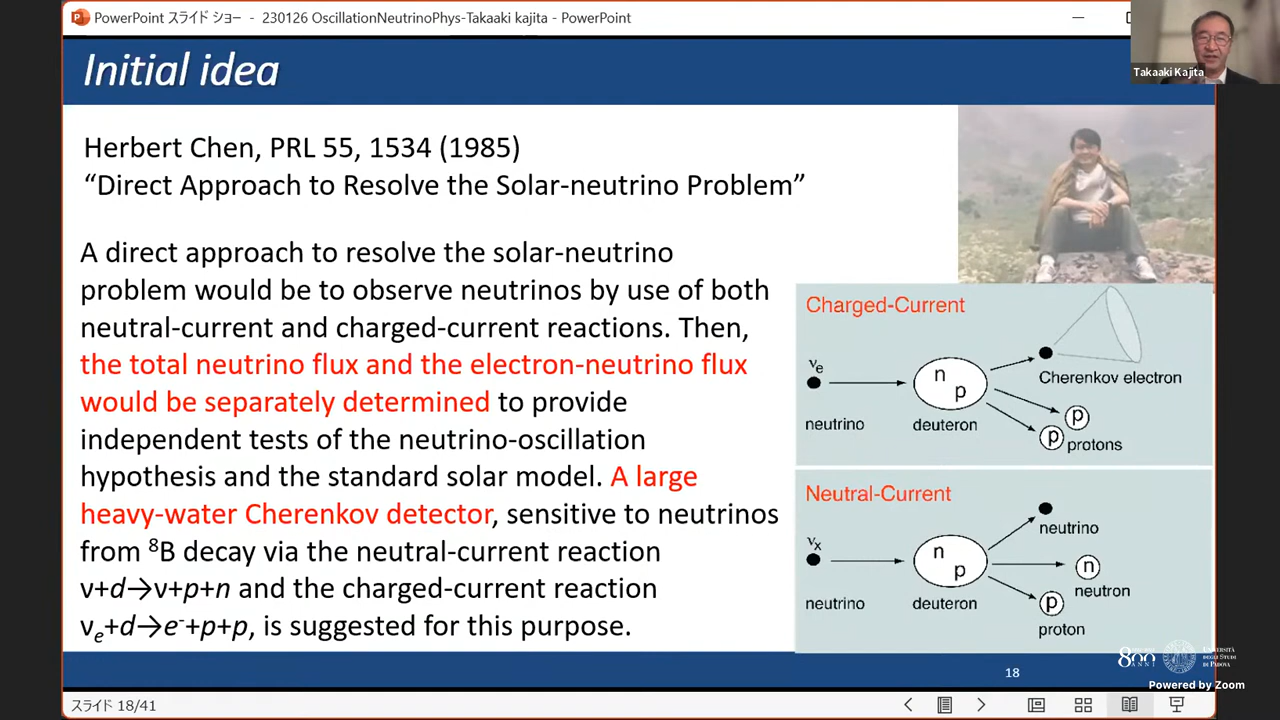 PowerPoint スライド ショー - 230126 OscillationNeutrinoPhys-Takaaki kajita - PowerPoint
Takaaki Kajita
Initial idea
Herbert Chen, PRL 55, 1534 (1985)
“Direct Approach to Resolve the Solar-neutrino Problem”
A direct approach to resolve the solar-neutrino
problem would be to observe neutrinos by use of both
neutral-current and charged-current reactions. Then,
the total neutrino flux and the electron-neutrino flux
would be separately determined to provide
independent tests of the neutrino-oscillation
hypothesis and the standard solar model. A large
heavy-water Cherenkov detector, sensitive to neutrinos
from ⁸B decay via the neutral-current reaction
ν+d→ν+p+n and the charged-current reaction
νₑ+d→e⁻+p+p, is suggested for this purpose.
Charged-Current
νₑ
n
p
Cherenkov electron
p
p protons
neutrino
deuteron
Neutral-Current
νₓ
n
p
neutrino
n
neutron
p
proton
neutrino
deuteron
800
ANNI
UNIVERSITÀ
DEGLI STUDI
DI PADOVA
18
Powered by Zoom
スライド 18/41